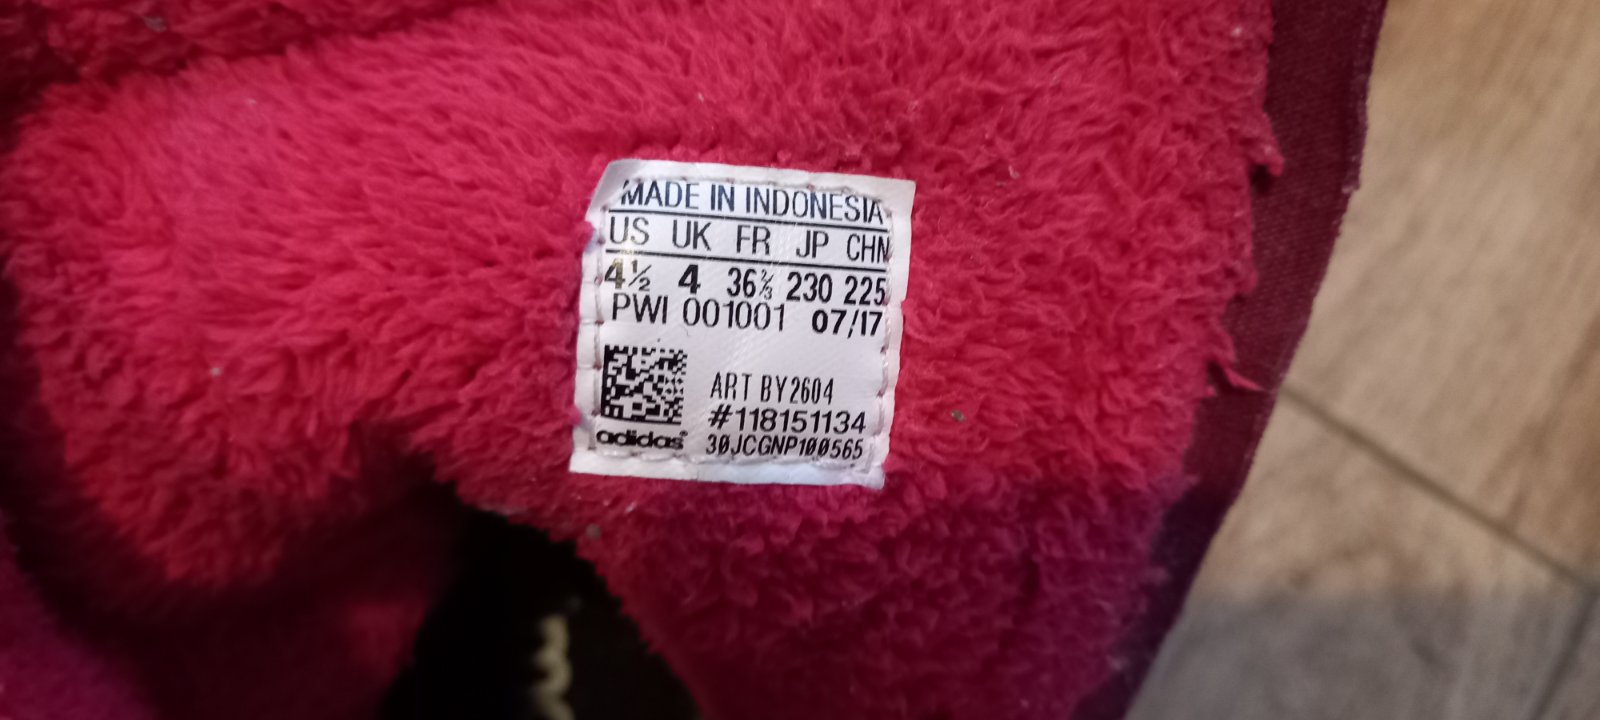 MADE IN INDONESIA
US UK FR JP CHN
4½ 4 36⅔ 230 225
PWI 001001 07/17
ART BY2604
#118151134
adidas
30JCGNP100565